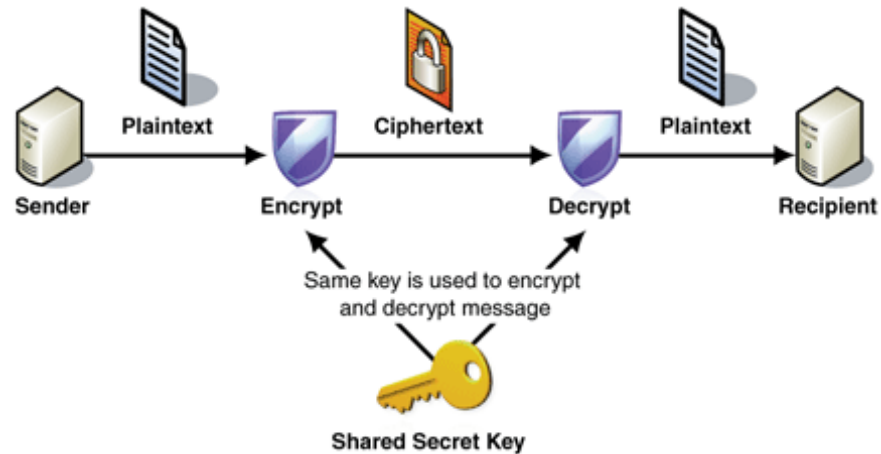 Plaintext
Ciphertext
Plaintext
Sender
Encrypt
Decrypt
Recipient
Same key is used to encrypt
and decrypt message
Shared Secret Key